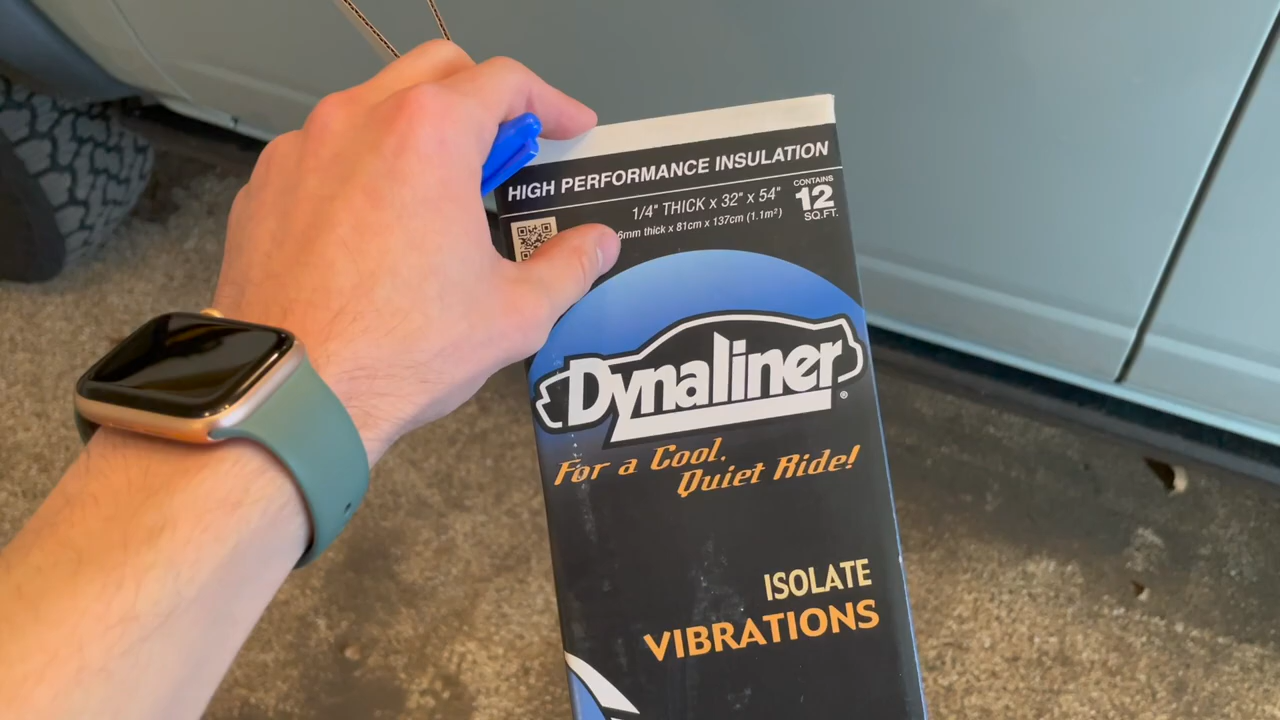 HIGH PERFORMANCE INSULATION
1/4" THICK x 32" x 54"
6mm thick x 81cm x 137cm (1.1m²)
CONTAINS
12
SQ.FT.
Dynaliner®
For a Cool,
Quiet Ride!
ISOLATE
VIBRATIONS